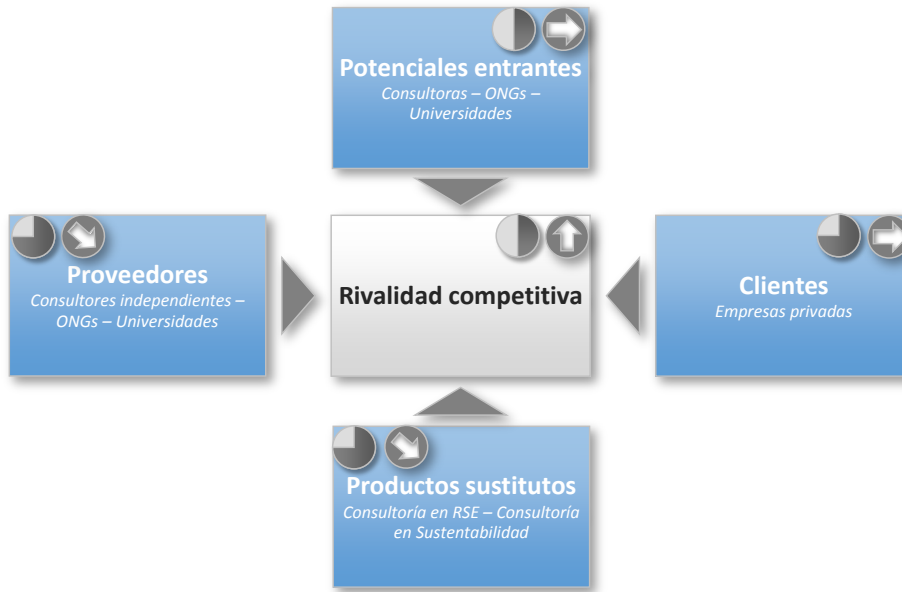 Potenciales entrantes
Consultoras – ONGs –
Universidades
Proveedores
Consultores independientes –
ONGs – Universidades
Rivalidad competitiva
Clientes
Empresas privadas
Productos sustitutos
Consultoría en RSE – Consultoría
en Sustentabilidad